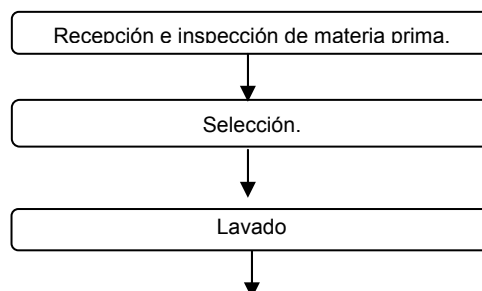 Recepción e inspección de materia prima.
Selección.
Lavado